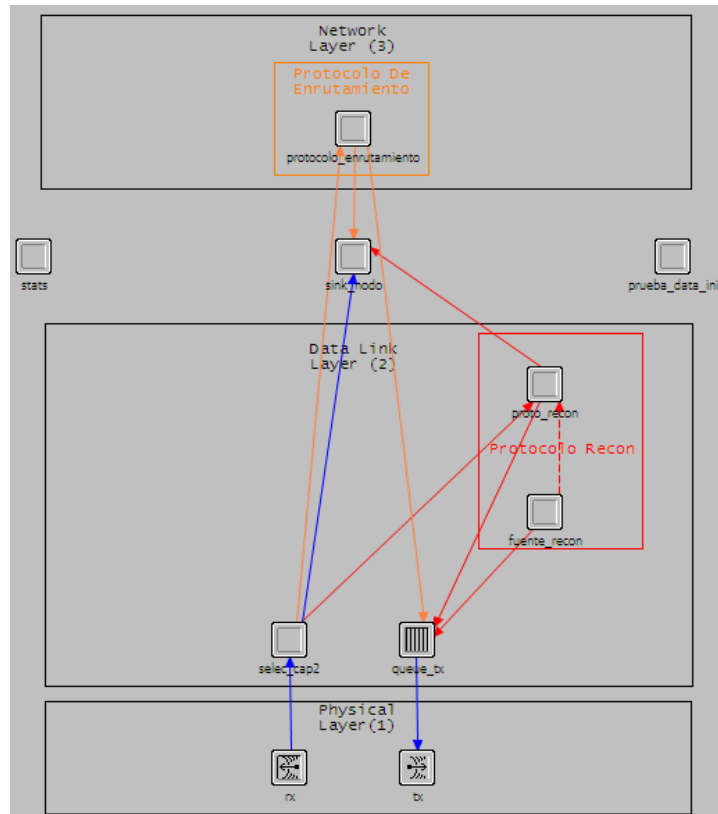 Network
Layer (3)
Protocolo De
Enrutamiento
protocolo_enrutamiento
stats
sink_nodo
prueba_data_ini
Data Link
Layer (2)
proto_recon
Protocolo Recon
fuente_recon
selec_cap2
queue_tx
Physical
Layer(1)
rx
tx